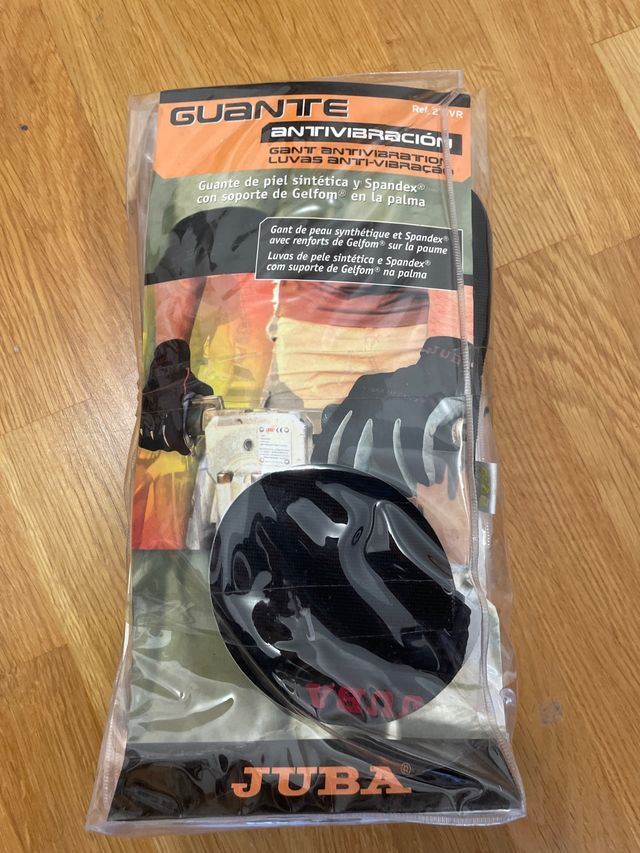 GUANTE
Ref.
ANTIVIBRACIÓN
GANT ANTIVIBRATION
LUVAS ANTI-VIBRAÇÃO
Guante de piel sintética y Spandex®
con soporte de Gelfom® en la palma
Gant de peau synthétique et Spandex®
avec renforts de Gelfom® sur la paume
Luvas de pele sintética e Spandex®
com suporte de Gelfom® na palma
JUBA®